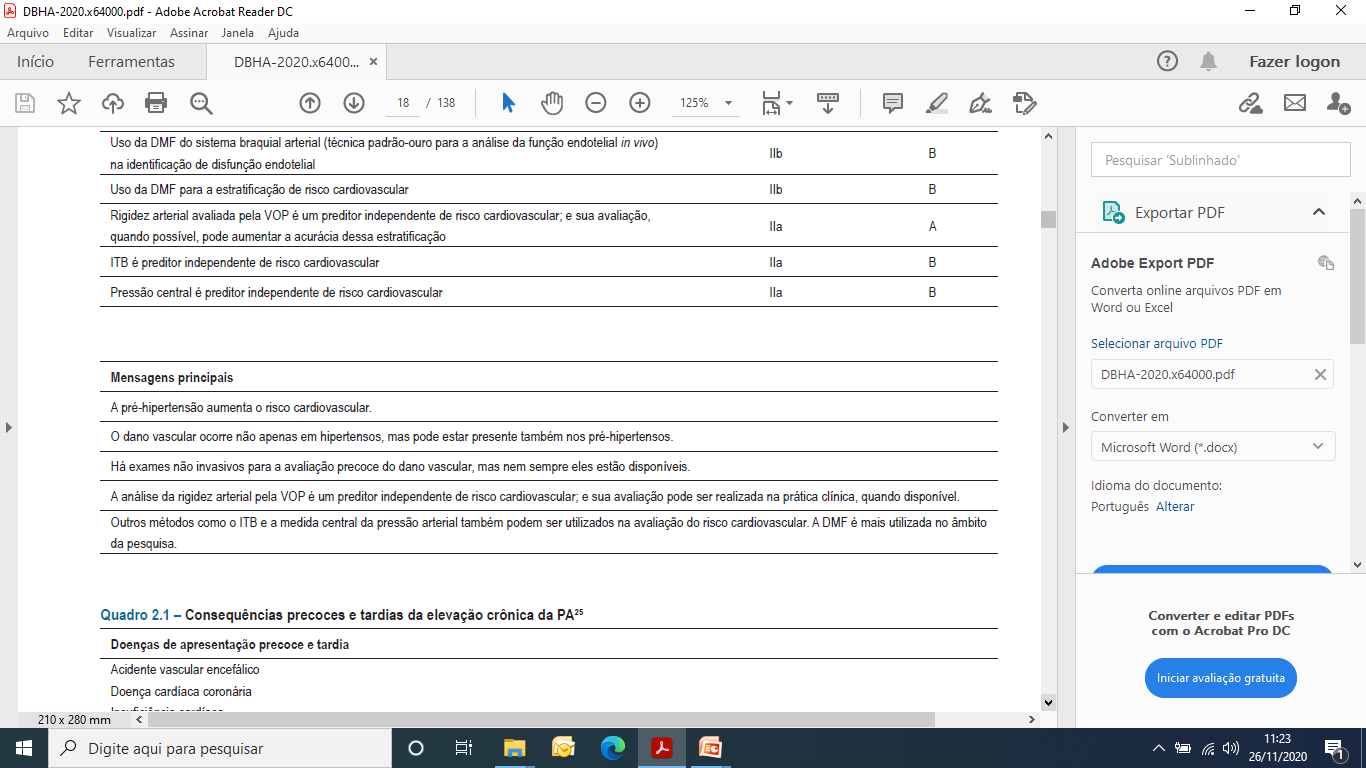 DBHA-2020.x64000.pdf - Adobe Acrobat Reader DC
Arquivo Editar Visualizar Assinar Janela Ajuda
Início Ferramentas DBHA-2020.x6400... × Fazer logon
18 / 138 125%
Uso da DMF do sistema braquial arterial (técnica padrão-ouro para a análise da função endotelial in vivo)
na identificação de disfunção endotelial
IIb B
Uso da DMF para a estratificação de risco cardiovascular IIb B
Rigidez arterial avaliada pela VOP é um preditor independente de risco cardiovascular; e sua avaliação,
quando possível, pode aumentar a acurácia dessa estratificação
IIa A
ITB é preditor independente de risco cardiovascular IIa B
Pressão central é preditor independente de risco cardiovascular IIa B
Mensagens principais
A pré-hipertensão aumenta o risco cardiovascular.
O dano vascular ocorre não apenas em hipertensos, mas pode estar presente também nos pré-hipertensos.
Há exames não invasivos para a avaliação precoce do dano vascular, mas nem sempre eles estão disponíveis.
A análise da rigidez arterial pela VOP é um preditor independente de risco cardiovascular; e sua avaliação pode ser realizada na prática clínica, quando disponível.
Outros métodos como o ITB e a medida central da pressão arterial também podem ser utilizados na avaliação do risco cardiovascular. A DMF é mais utilizada no âmbito
da pesquisa.
Quadro 2.1 – Consequências precoces e tardias da elevação crônica da PA25
Doenças de apresentação precoce e tardia
Acidente vascular encefálico
Doença cardíaca coronária
Insuficiência cardíaca
210 x 280 mm
Pesquisar 'Sublinhado'
Exportar PDF
Adobe Export PDF
Converta online arquivos PDF em
Word ou Excel
Selecionar arquivo PDF
DBHA-2020.x64000.pdf
Converter em
Microsoft Word (*.docx)
Idioma do documento:
Português Alterar
Converter e editar PDFs
com o Acrobat Pro DC
Iniciar avaliação gratuita
Digite aqui para pesquisar
11:23
26/11/2020
1